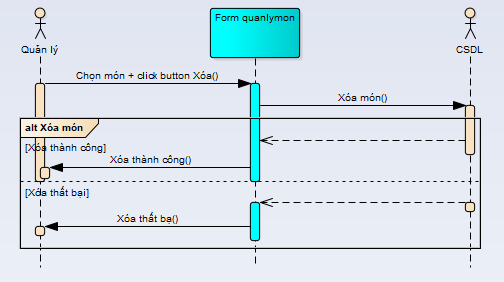 Form quanlymon
Quản lý
CSDL
Chọn món + click button Xóa()
Xóa món()
alt Xóa món
[Xóa thành công]
Xóa thành công()
[Xóa thất bại]
Xóa thất bạ()